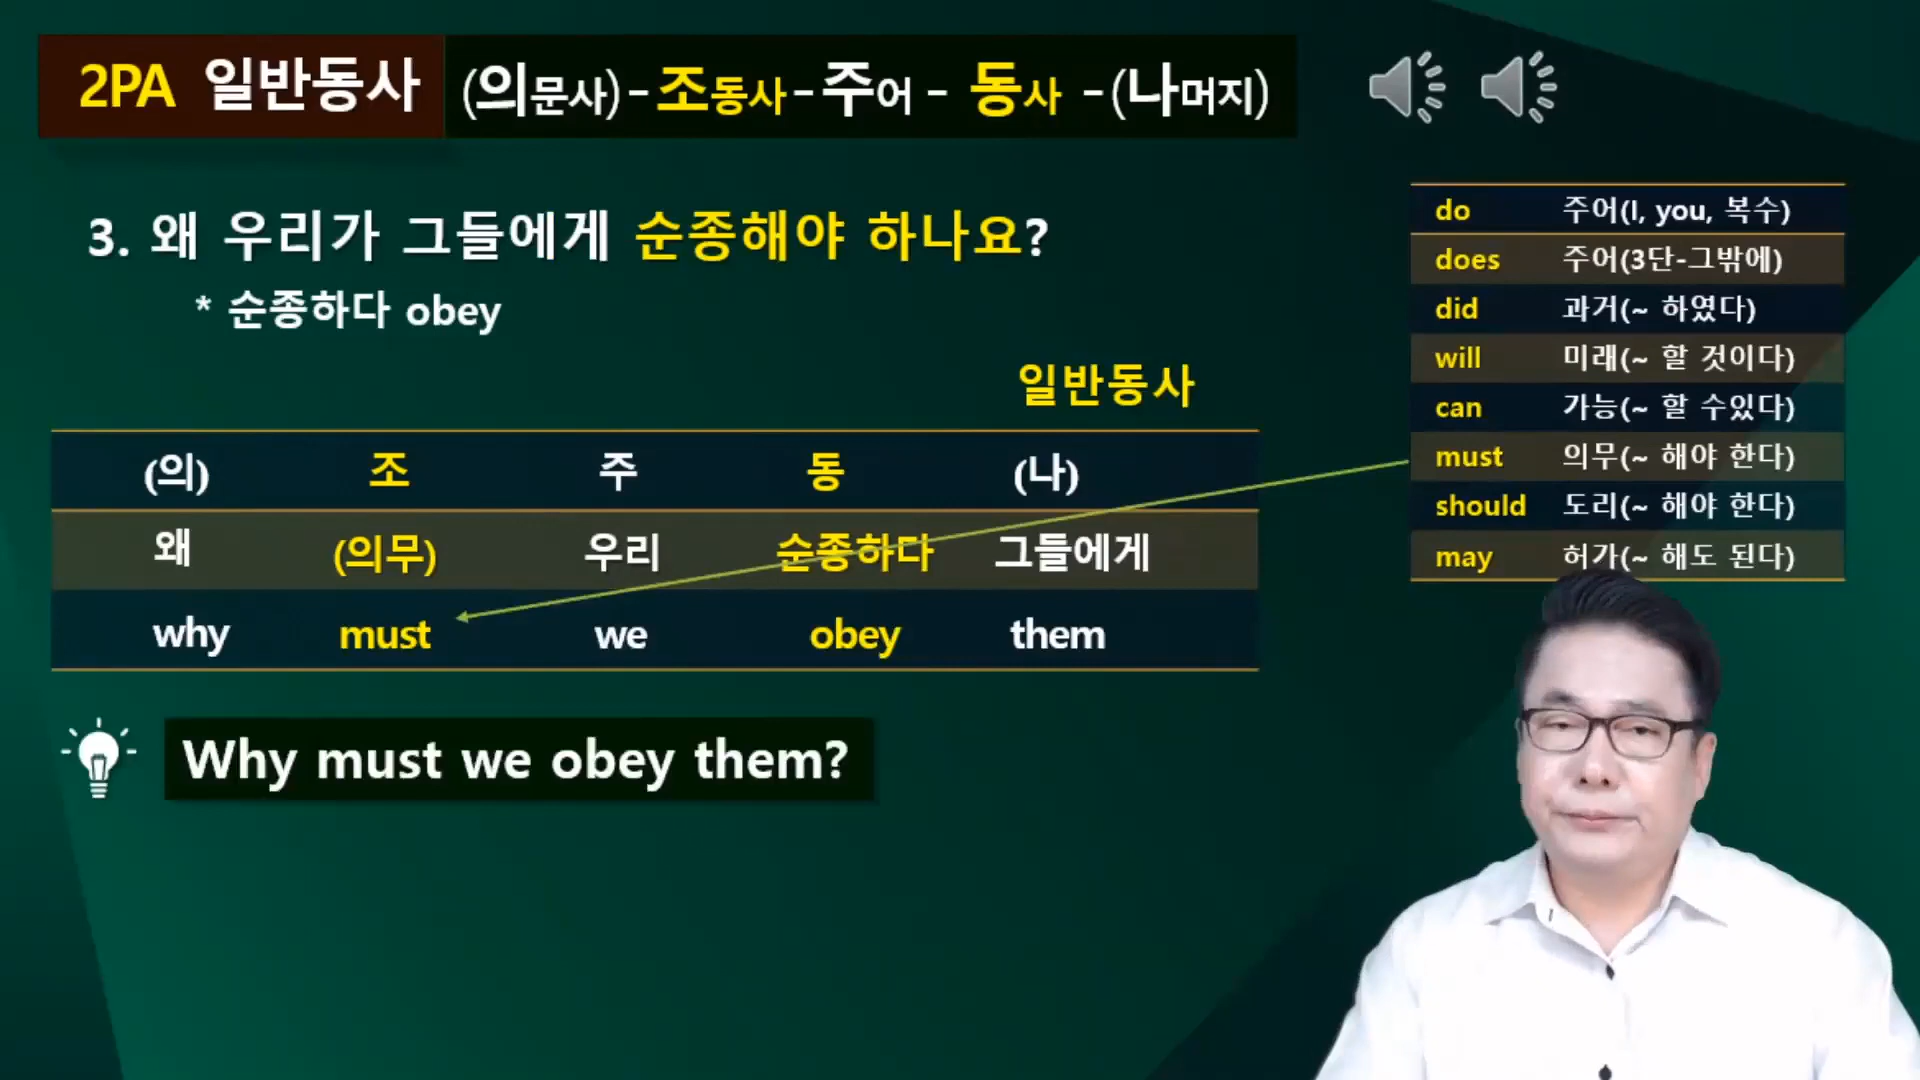 2PA 일반동사 (의문사)-조동사-주어 - 동사 -(나머지)
3. 왜 우리가 그들에게 순종해야 하나요?
* 순종하다 obey
일반동사
(의) 조 주 동 (나)
왜 (의무) 우리 순종하다 그들에게
why must we obey them
Why must we obey them?
do 주어(I, you, 복수)
does 주어(3단-그밖에)
did 과거(~ 하였다)
will 미래(~ 할 것이다)
can 가능(~ 할 수있다)
must 의무(~ 해야 한다)
should 도리(~ 해야 한다)
may 허가(~ 해도 된다)